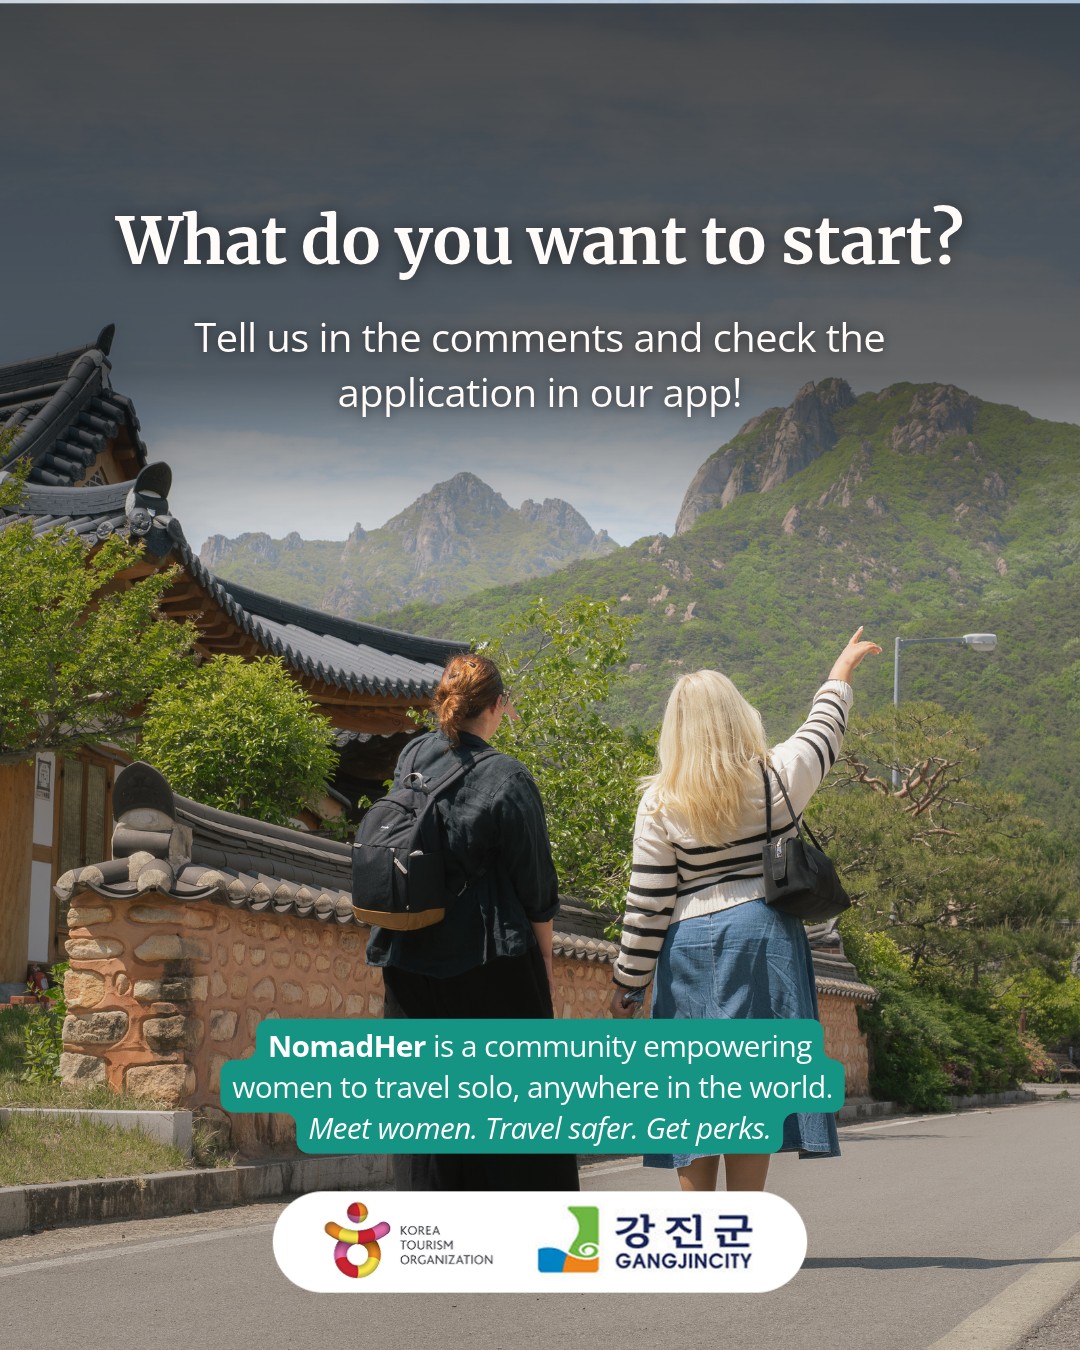 What do you want to start?
Tell us in the comments and check the
application in our app!
NomadHer is a community empowering
women to travel solo, anywhere in the world.
Meet women. Travel safer. Get perks.
KOREA
TOURISM
ORGANIZATION
강진군
GANGJINCITY